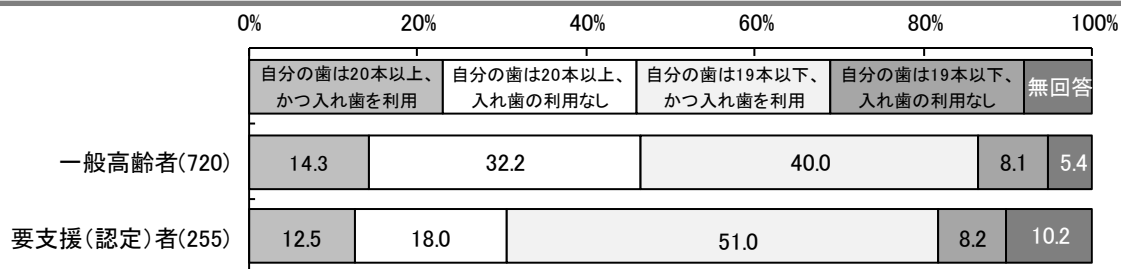 0% 20% 40% 60% 80% 100%
自分の歯は20本以上、
かつ入れ歯を利用
自分の歯は20本以上、
入れ歯の利用なし
自分の歯は19本以下、
かつ入れ歯を利用
自分の歯は19本以下、
入れ歯の利用なし
無回答
一般高齢者(720) 14.3 32.2 40.0 8.1 5.4
要支援(認定)者(255) 12.5 18.0 51.0 8.2 10.2